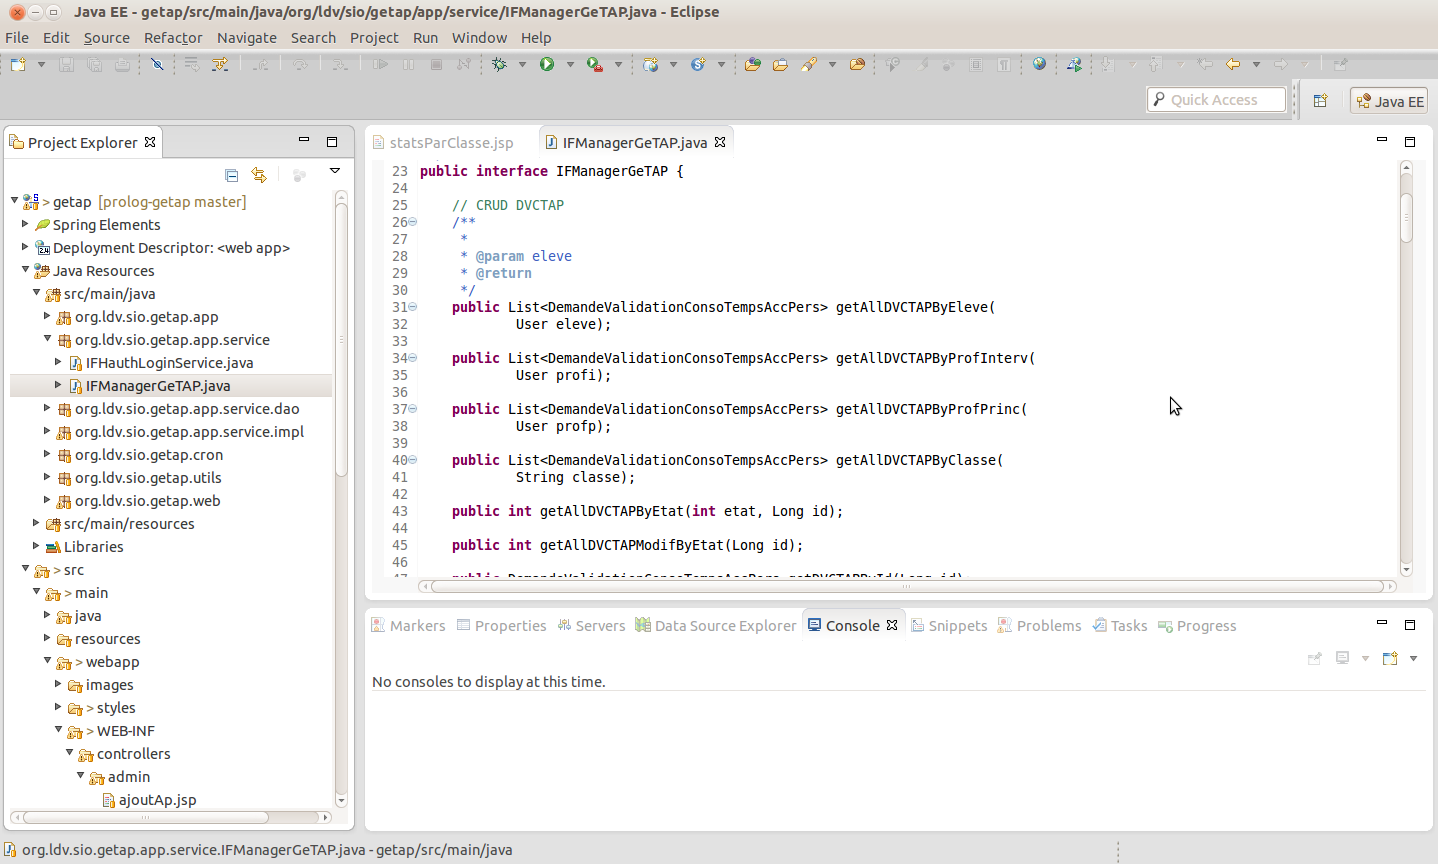 Java EE - getap/src/main/java/org/ldv/sio/getap/app/service/IFManagerGeTAP.java - Eclipse
File Edit Source Refactor Navigate Search Project Run Window Help
Quick Access
Java EE
Project Explorer
> getap [prolog-getap master]
Spring Elements
Deployment Descriptor: <web app>
Java Resources
src/main/java
org.ldv.sio.getap.app
org.ldv.sio.getap.app.service
IFHauthLoginService.java
IFManagerGeTAP.java
org.ldv.sio.getap.app.service.dao
org.ldv.sio.getap.app.service.impl
org.ldv.sio.getap.cron
org.ldv.sio.getap.utils
org.ldv.sio.getap.web
src/main/resources
Libraries
> src
> main
java
resources
> webapp
images
> styles
> WEB-INF
controllers
admin
ajoutAp.jsp
statsParClasse.jsp IFManagerGeTAP.java
23 public interface IFManagerGeTAP {
24
25 // CRUD DVCTAP
26 /**
27 *
28 * @param eleve
29 * @return
30 */
31 public List<DemandeValidationConsoTempsAccPers> getAllDVCTAPByEleve(
32 User eleve);
33
34 public List<DemandeValidationConsoTempsAccPers> getAllDVCTAPByProfInterv(
35 User profi);
36
37 public List<DemandeValidationConsoTempsAccPers> getAllDVCTAPByProfPrinc(
38 User profp);
39
40 public List<DemandeValidationConsoTempsAccPers> getAllDVCTAPByClasse(
41 String classe);
42
43 public int getAllDVCTAPByEtat(int etat, Long id);
44
45 public int getAllDVCTAPModifByEtat(Long id);
46
47 public DemandeValidationConsoTempsAccPers getDVCTAPById(Long id);
Markers Properties Servers Data Source Explorer Console Snippets Problems Tasks Progress
No consoles to display at this time.
org.ldv.sio.getap.app.service.IFManagerGeTAP.java - getap/src/main/java